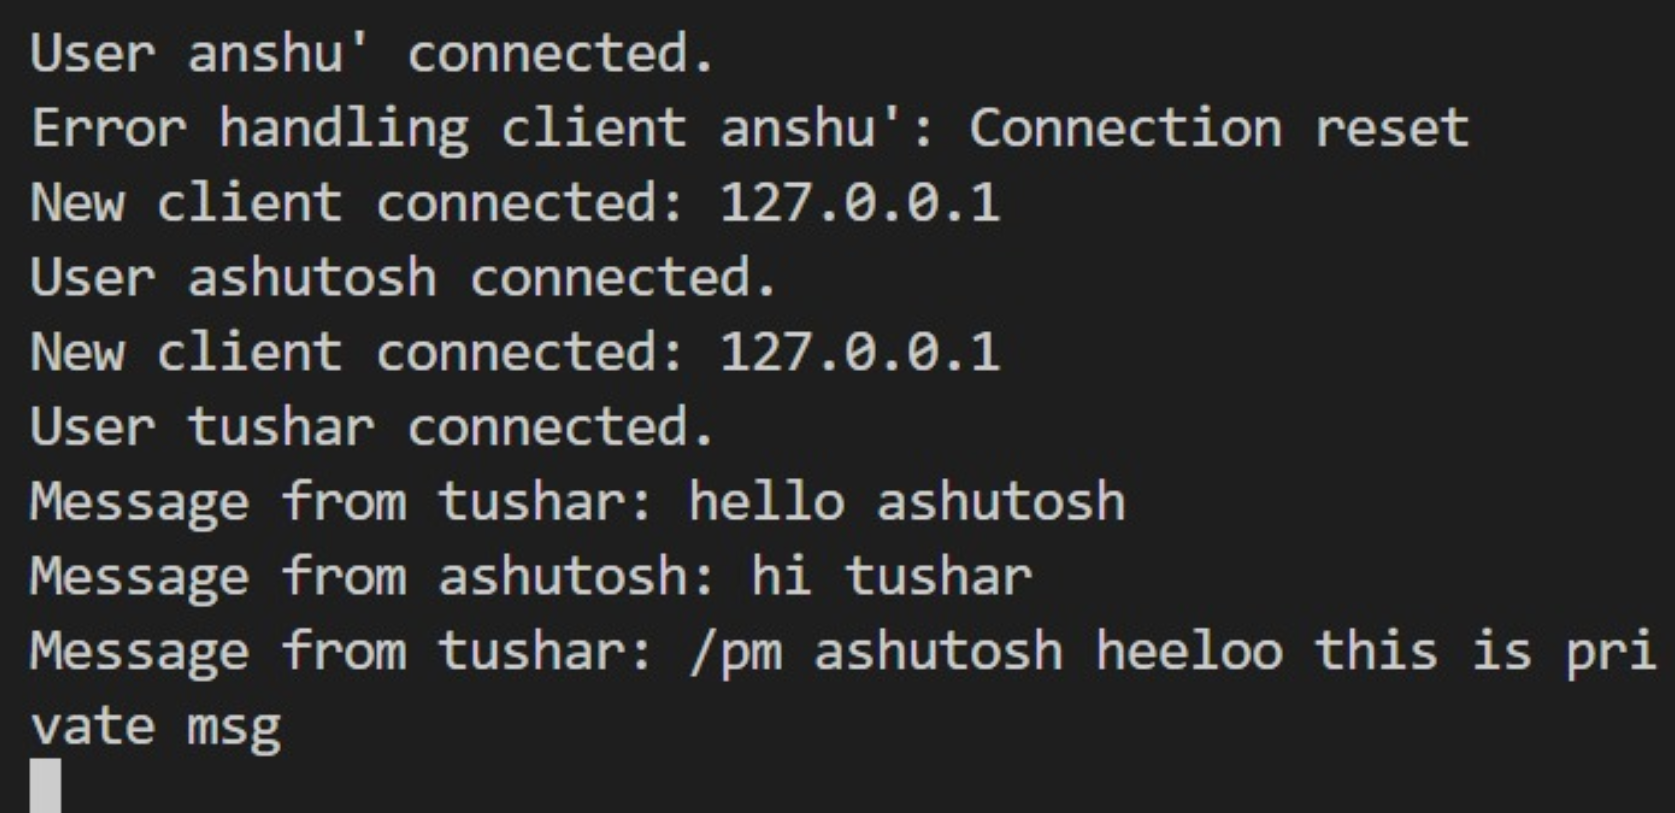 User anshu' connected.
Error handling client anshu': Connection reset
New client connected: 127.0.0.1
User ashutosh connected.
New client connected: 127.0.0.1
User tushar connected.
Message from tushar: hello ashutosh
Message from ashutosh: hi tushar
Message from tushar: /pm ashutosh heeloo this is pri
vate msg